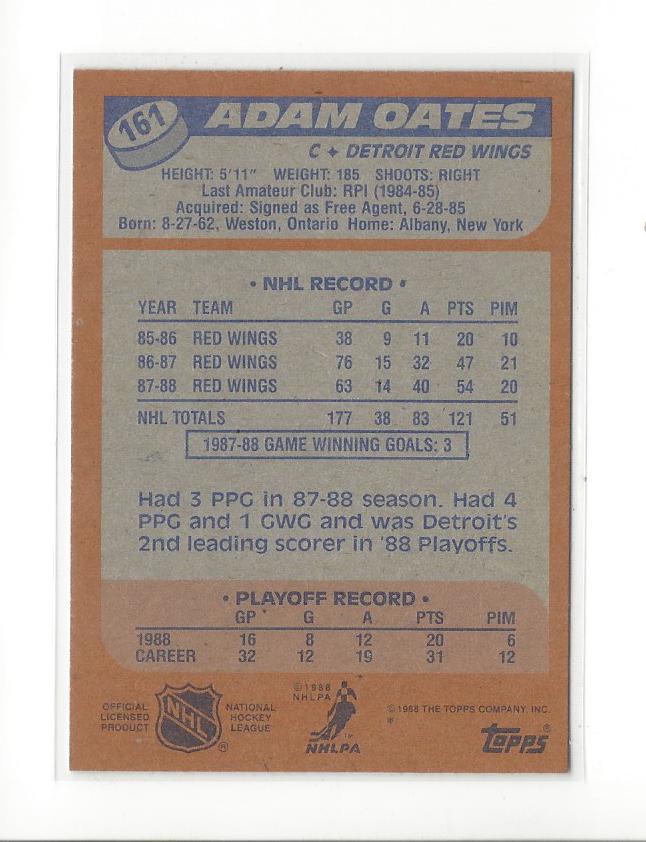 161
ADAM OATES
C ✦ DETROIT RED WINGS
HEIGHT: 5'11" WEIGHT: 185 SHOOTS: RIGHT
Last Amateur Club: RPI (1984-85)
Acquired: Signed as Free Agent, 6-28-85
Born: 8-27-62, Weston, Ontario Home: Albany, New York
• NHL RECORD •
YEAR TEAM GP G A PTS PIM
85-86 RED WINGS 38 9 11 20 10
86-87 RED WINGS 76 15 32 47 21
87-88 RED WINGS 63 14 40 54 20
NHL TOTALS 177 38 83 121 51
1987-88 GAME WINNING GOALS: 3
Had 3 PPG in 87-88 season. Had 4
PPG and 1 GWG and was Detroit's
2nd leading scorer in '88 Playoffs.
• PLAYOFF RECORD •
GP G A PTS PIM
1988 16 8 12 20 6
CAREER 32 12 19 31 12
OFFICIAL
LICENSED
PRODUCT
NHL
®
NATIONAL
HOCKEY
LEAGUE
© 1988
NHLPA
TM
NHLPA
© 1988 THE TOPPS COMPANY, INC.
*
TOPPS®